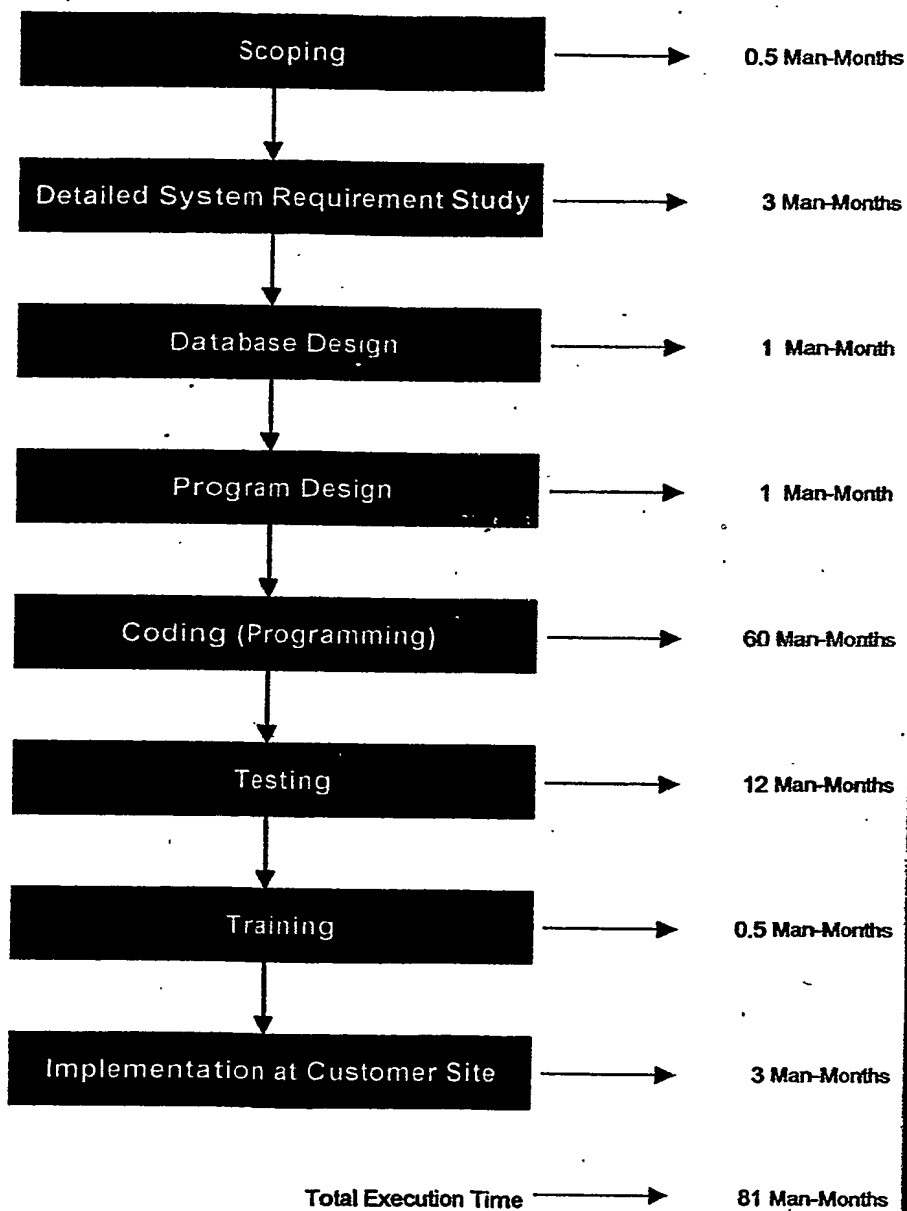 Scoping 0.5 Man-Months
Detailed System Requirement Study 3 Man-Months
Database Design 1 Man-Month
Program Design 1 Man-Month
Coding (Programming) 60 Man-Months
Testing 12 Man-Months
Training 0.5 Man-Months
Implementation at Customer Site 3 Man-Months
Total Execution Time 81 Man-Months